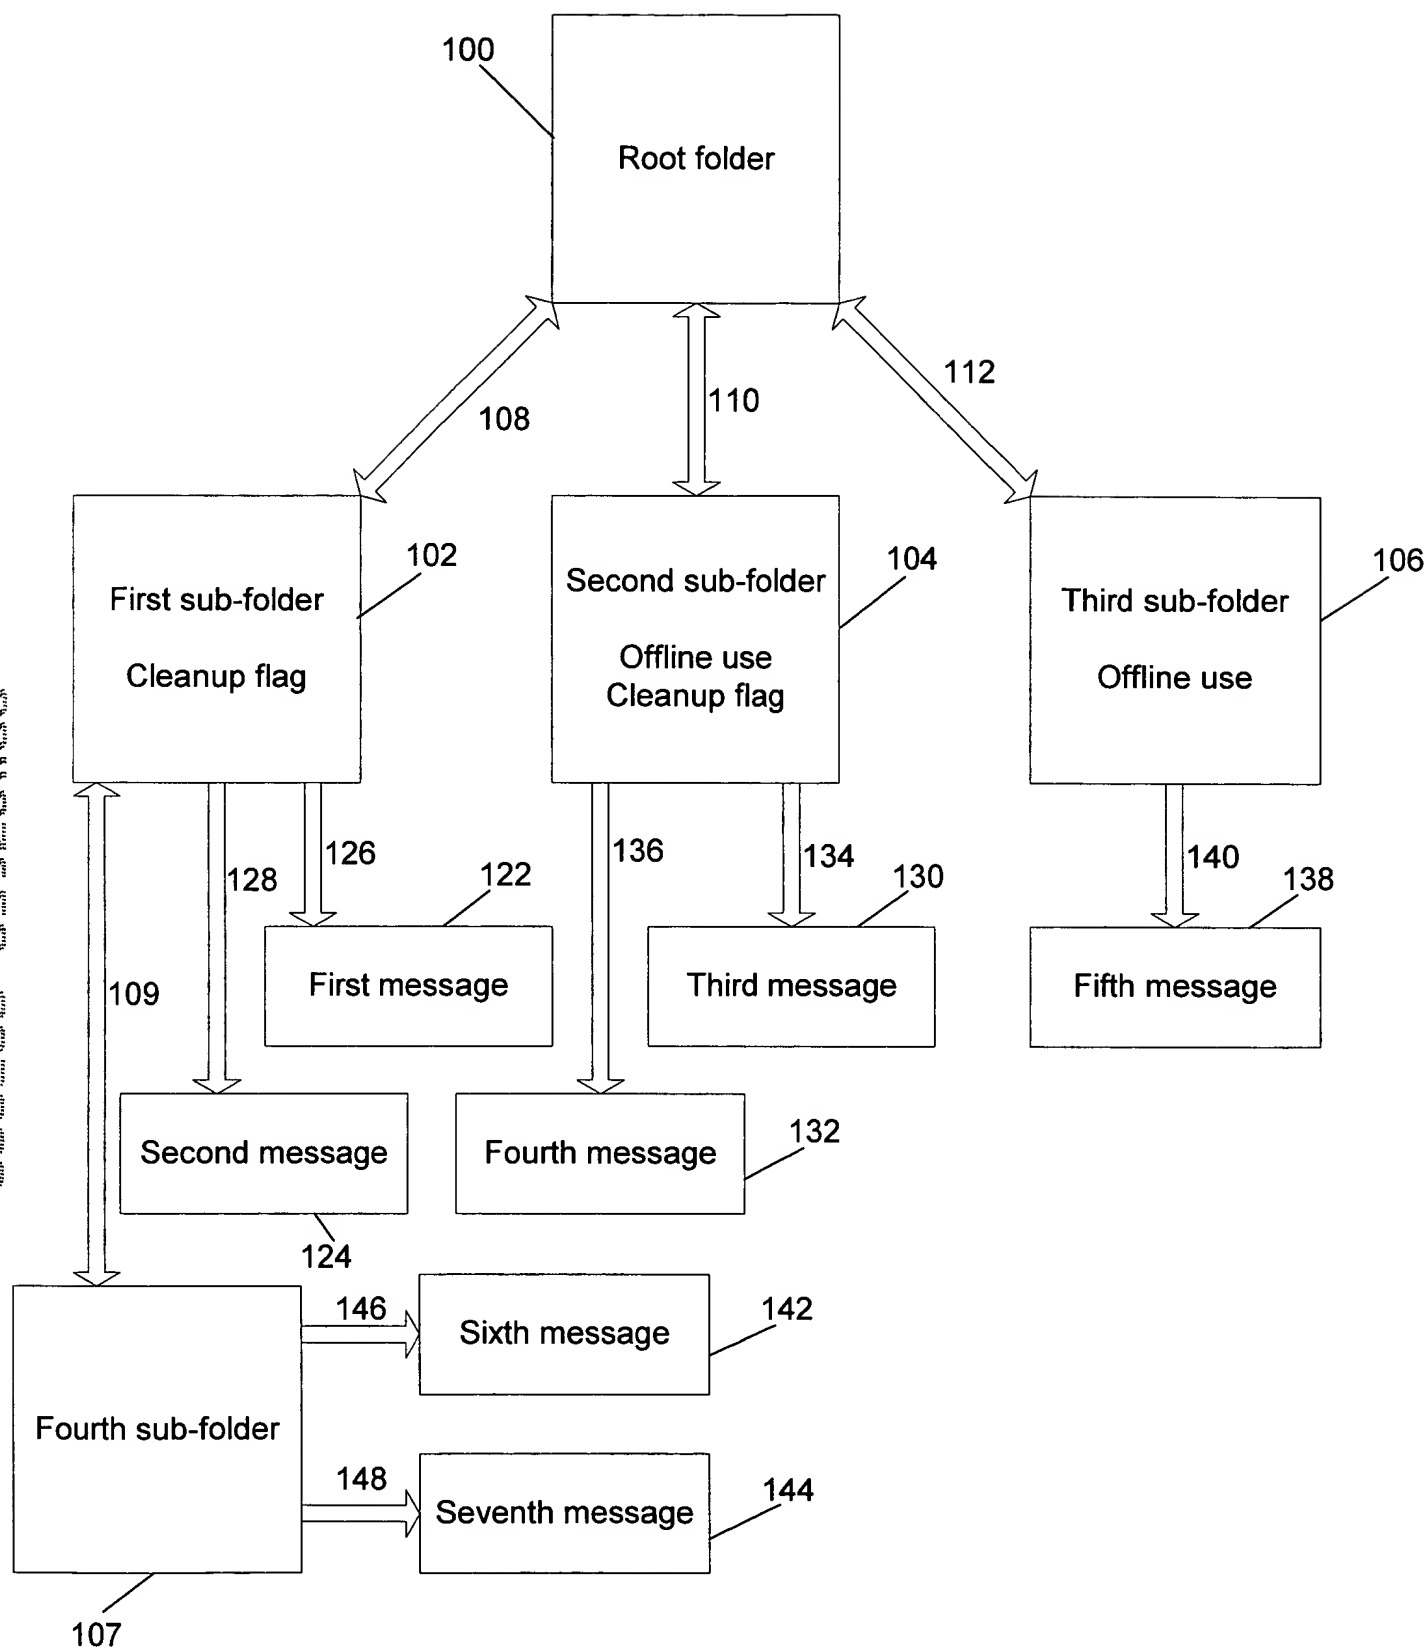 100
Root folder
108
110
112
102
First sub-folder
Cleanup flag
104
Second sub-folder
Offline use
Cleanup flag
106
Third sub-folder
Offline use
109
128
126
122
First message
136
134
130
Third message
140
138
Fifth message
Second message
124
Fourth message
132
Fourth sub-folder
107
146
Sixth message
142
148
Seventh message
144